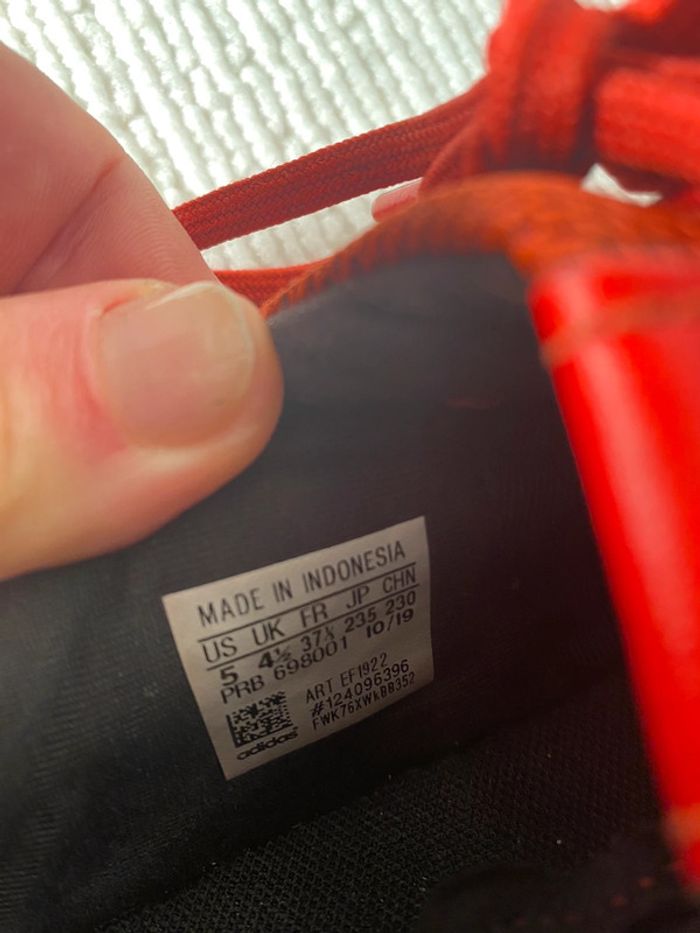 MADE IN INDONESIA
US UK FR JP CHN
5 4½ 37⅓ 235 230
PRB 698001 10/19
ART EF1922
#124096396
FWK76XWkBB352
adidas